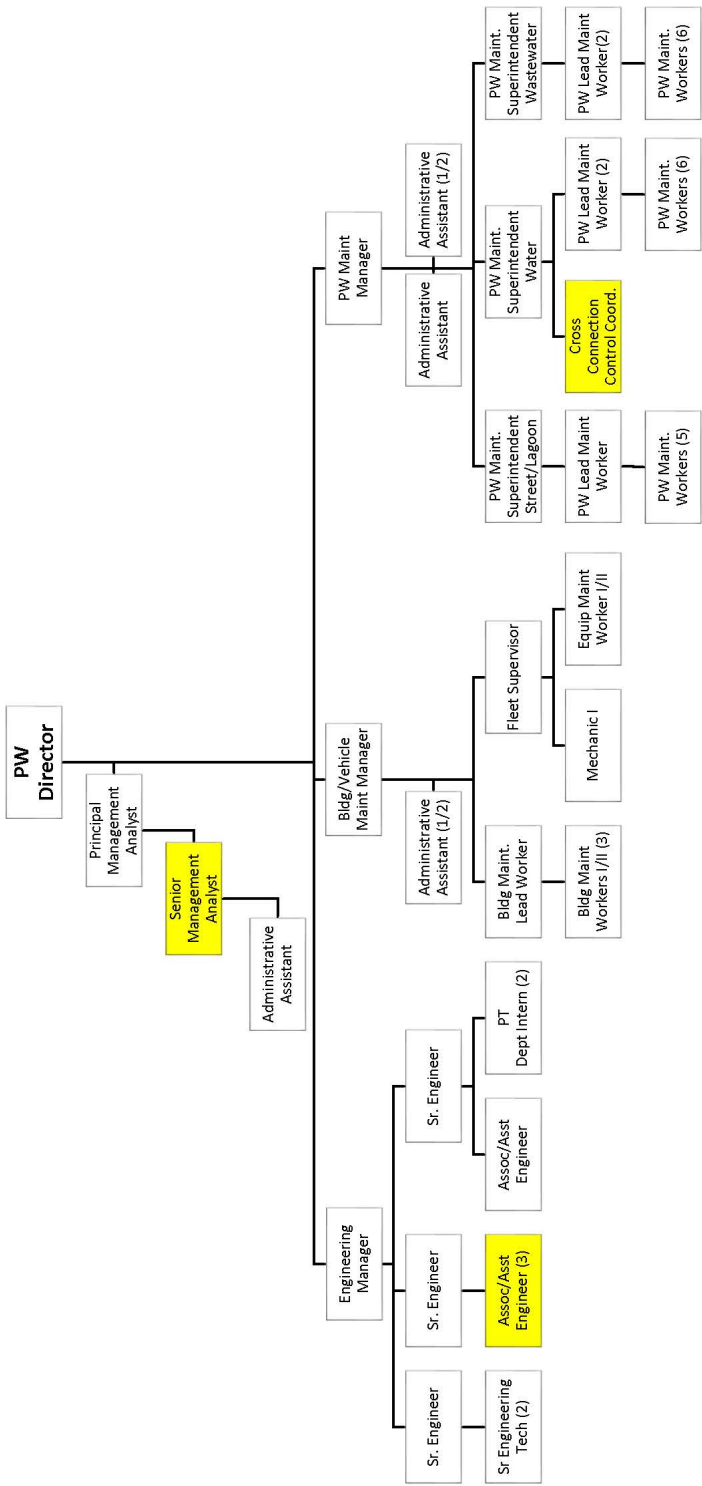 PW
Director
Principal
Management
Analyst
Senior
Management
Analyst
Administrative
Assistant
Engineering
Manager
Bldg/Vehicle
Maint Manager
PW Maint
Manager
Sr. Engineer
Sr. Engineer
Sr. Engineer
Sr Engineering
Tech (2)
Assoc/Asst
Engineer (3)
Assoc/Asst
Engineer
PT
Dept Intern (2)
Administrative
Assistant (1/2)
Bldg Maint.
Lead Worker
Fleet Supervisor
Bldg Maint
Workers I/II (3)
Mechanic I
Equip Maint
Worker I/II
Administrative
Assistant
Administrative
Assistant (1/2)
PW Maint.
Superintendent
Street/Lagoon
PW Maint.
Superintendent
Water
PW Maint.
Superintendent
Wastewater
PW Lead Maint
Worker
Cross
Connection
Control Coord.
PW Lead Maint
Worker (2)
PW Lead Maint
Worker(2)
PW Maint.
Workers (5)
PW Maint.
Workers (6)
PW Maint.
Workers (6)